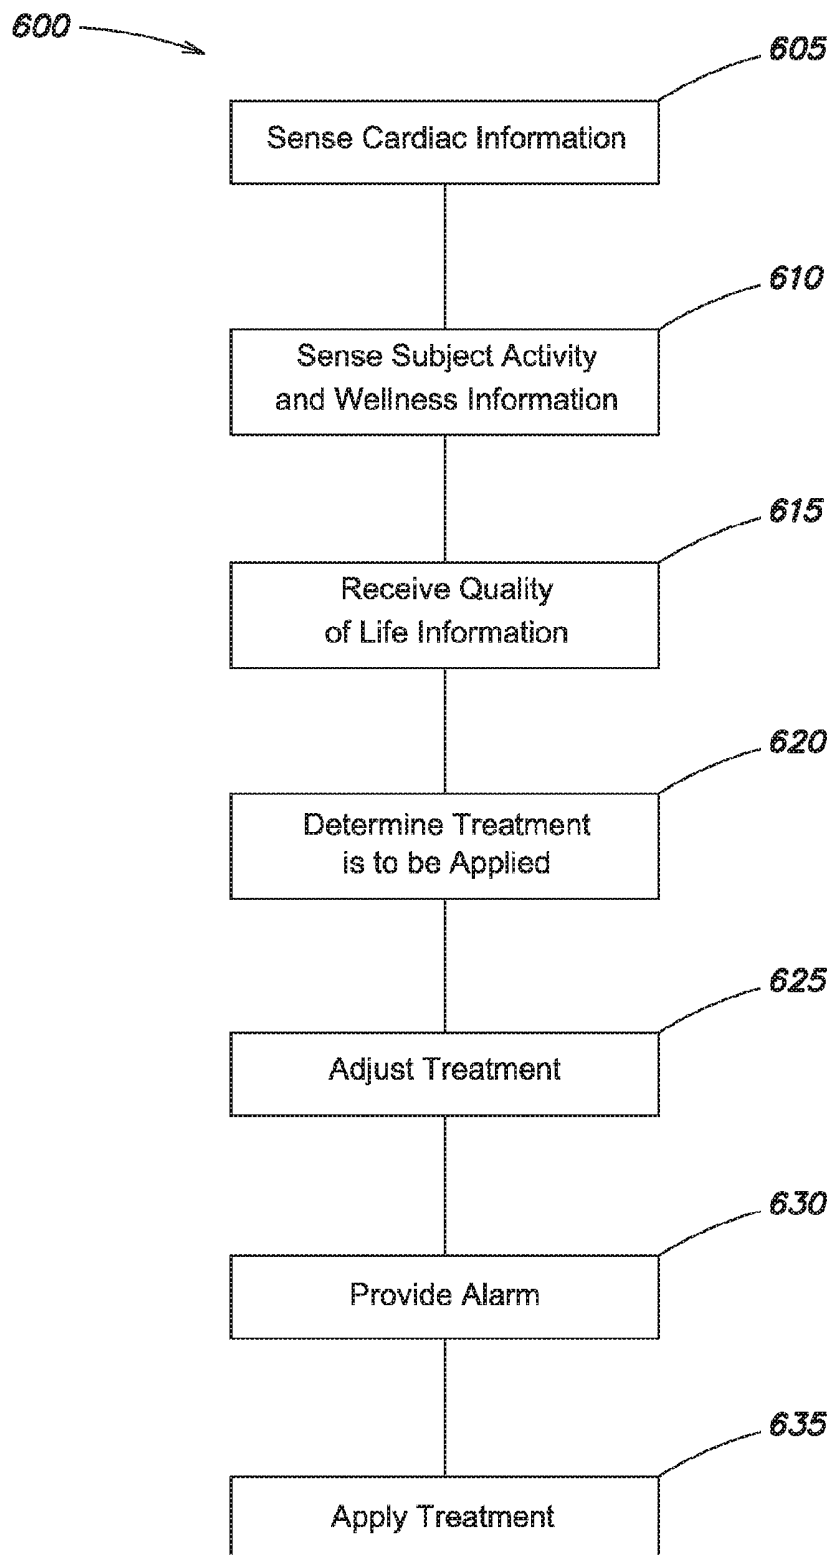 600
605
Sense Cardiac Information
610
Sense Subject Activity
and Wellness Information
615
Receive Quality
of Life Information
620
Determine Treatment
is to be Applied
625
Adjust Treatment
630
Provide Alarm
635
Apply Treatment